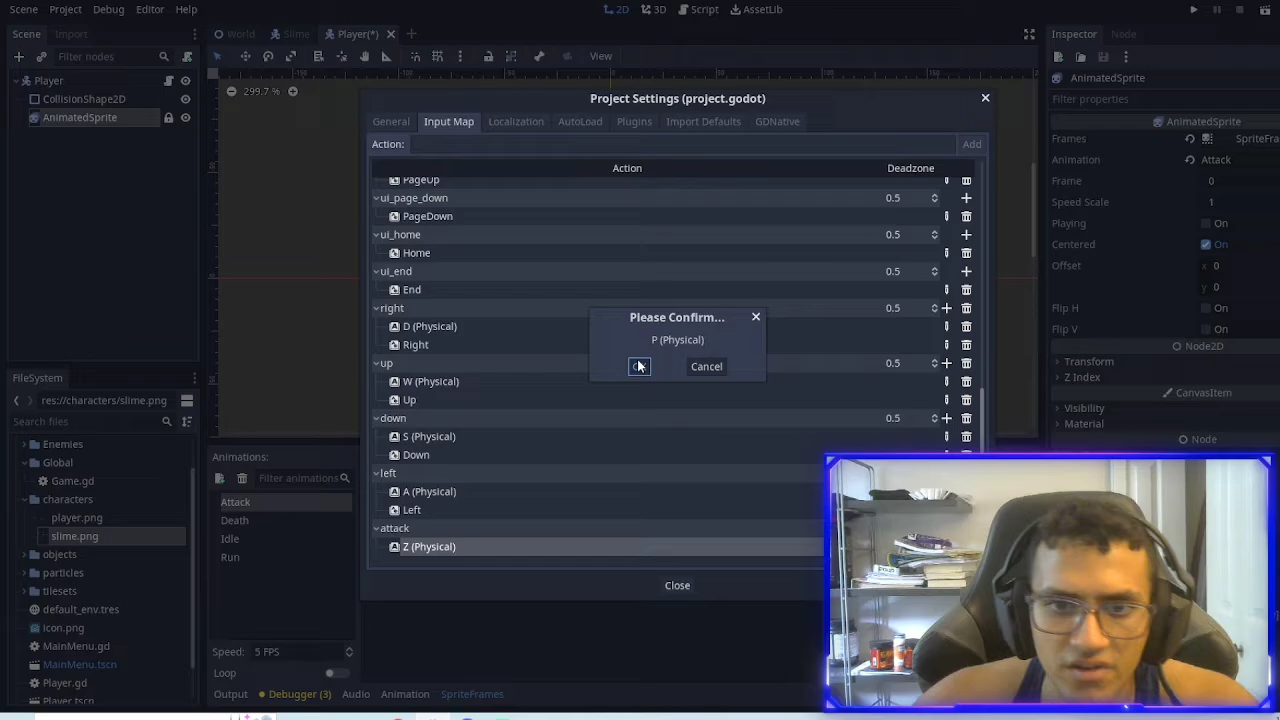 Scene Project Debug Editor Help 2D 3D Script AssetLib
Scene Import
World Slime Player(*)
Inspector Node
Filter nodes
View
Player
CollisionShape2D
AnimatedSprite
299.7 %
AnimatedSprite
Filter properties
AnimatedSprite
Frames SpriteFra
Animation Attack
Frame 0
Speed Scale 1
Playing On
Centered On
Offset x 0
y 0
Flip H On
Flip V On
Node2D
Transform
Z Index
CanvasItem
Visibility
Material
Node
Project Settings (project.godot)
General Input Map Localization AutoLoad Plugins Import Defaults GDNative
Action: Add
Action Deadzone
PageUp
ui_page_down 0.5
PageDown
ui_home 0.5
Home
ui_end 0.5
End
right 0.5
D (Physical)
Right
up 0.5
W (Physical)
Up
down 0.5
S (Physical)
Down
left
A (Physical)
Left
attack
Z (Physical)
Close
Please Confirm...
P (Physical)
Cancel
FileSystem
res://characters/slime.png
Search files
Enemies
Global
Game.gd
characters
player.png
slime.png
objects
particles
tilesets
default_env.tres
icon.png
MainMenu.gd
MainMenu.tscn
Player.gd
Player.tscn
Animations:
Filter animations
Attack
Death
Idle
Run
Speed: 5 FPS
Loop
Output Debugger (3) Audio Animation SpriteFrames